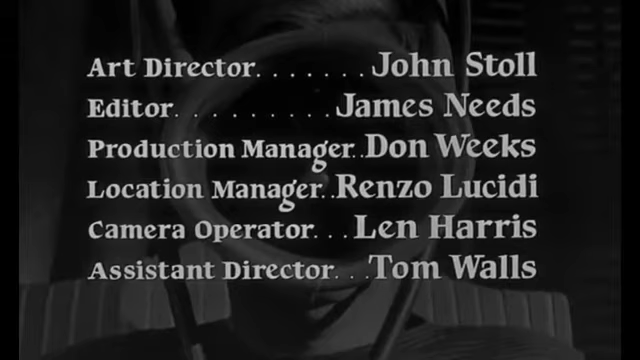 Art Director. . . . . . . John Stoll
Editor. . . . . . . . . . James Needs
Production Manager. .Don Weeks
Location Manager. .Renzo Lucidi
Camera Operator. . . Len Harris
Assistant Director. . .Tom Walls